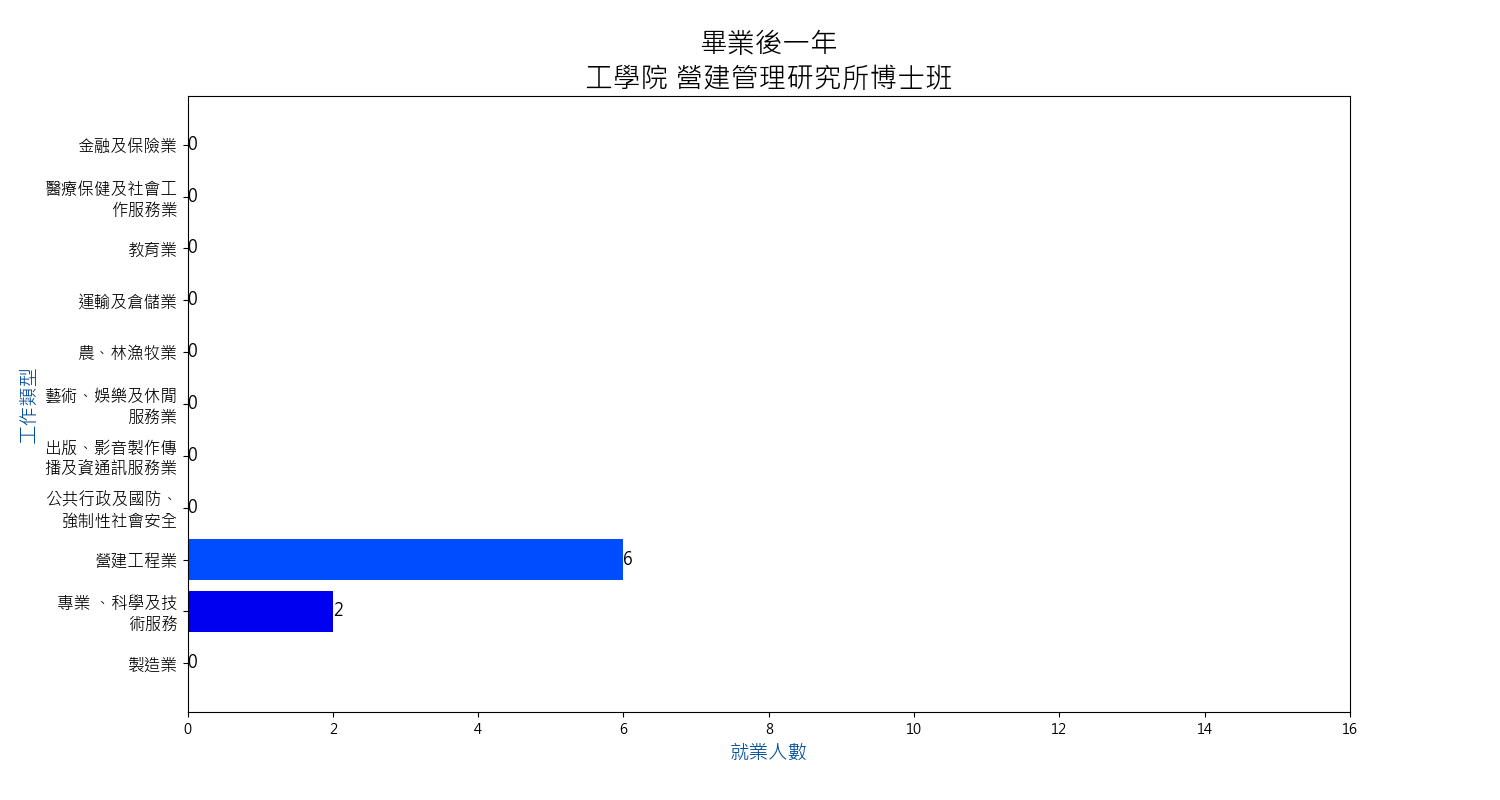 畢業後一年
工學院 營建管理研究所博士班
金融及保險業
0
醫療保健及社會工
作服務業
0
教育業
0
運輸及倉儲業
0
農、林漁牧業
0
藝術、娛樂及休閒
服務業
0
出版、影音製作傳
播及資通訊服務業
0
公共行政及國防、
強制性社會安全
0
營建工程業
6
專業 、科學及技
術服務
2
製造業
0
工作類型
0 2 4 6 8 10 12 14 16
就業人數